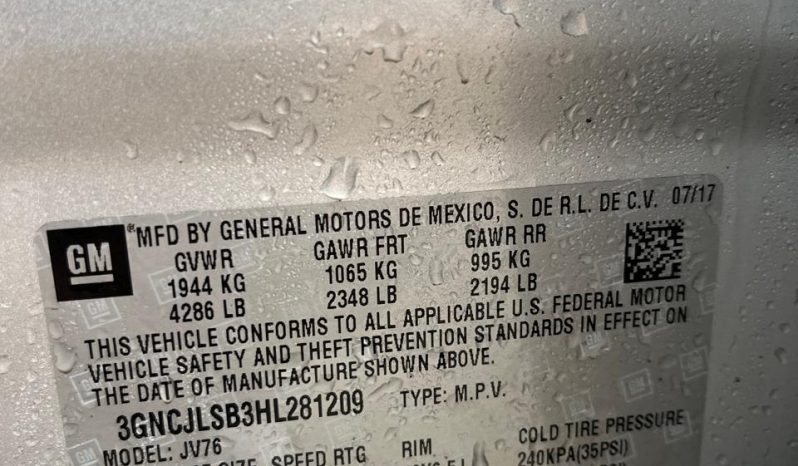 GM ®MFD BY GENERAL MOTORS DE MEXICO, S. DE R.L. DE C.V. 07/17
GVWR GAWR FRT GAWR RR
1944 KG 1065 KG 995 KG
4286 LB 2348 LB 2194 LB
THIS VEHICLE CONFORMS TO ALL APPLICABLE U.S. FEDERAL MOTOR
VEHICLE SAFETY AND THEFT PREVENTION STANDARDS IN EFFECT ON
THE DATE OF MANUFACTURE SHOWN ABOVE.
3GNCJLSB3HL281209 TYPE: M.P.V.
MODEL: JV76
SPEED RTG RIM COLD TIRE PRESSURE
240KPA(35PSI)